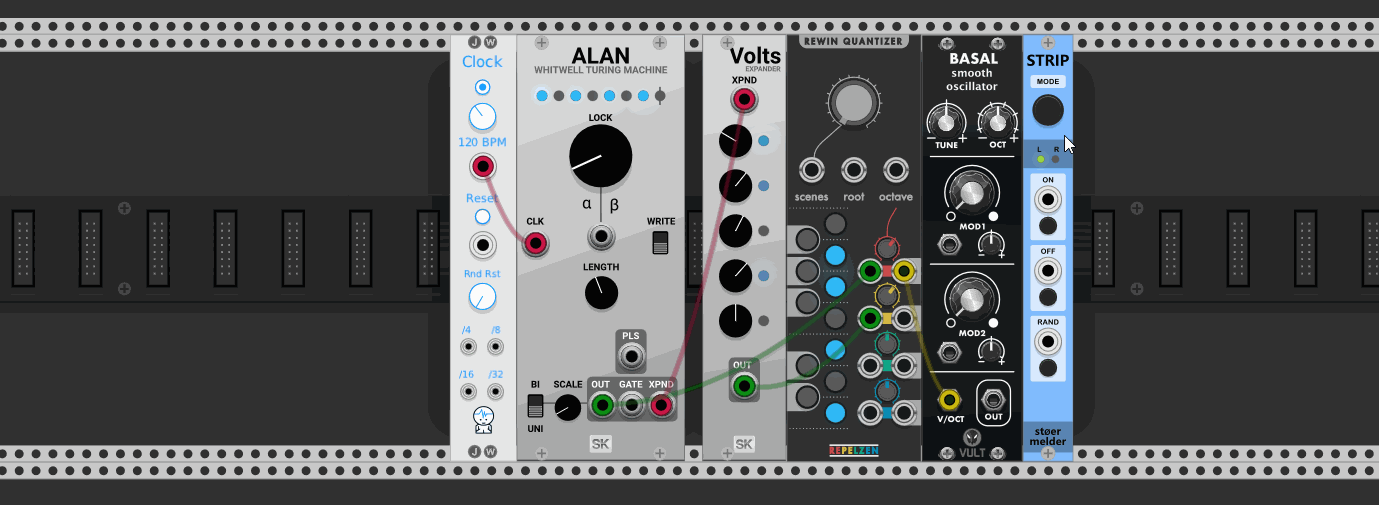 J W
Clock
120 BPM
Reset
Rnd Rst
/4 /8
/16 /32
J W
ALAN
WHITWELL TURING MACHINE
LOCK
α β
CLK
WRITE
LENGTH
PLS
BI
SCALE
OUT GATE XPND
UNI
SK
Volts
EXPANDER
XPND
OUT
SK
REWIN QUANTIZER
scenes root octave
REPELZEN
BASAL
smooth
oscillator
TUNE OCT
MOD1
MOD2
V/OCT OUT
VULT
STRIP
MODE
L R
ON
OFF
RAND
støer
melder